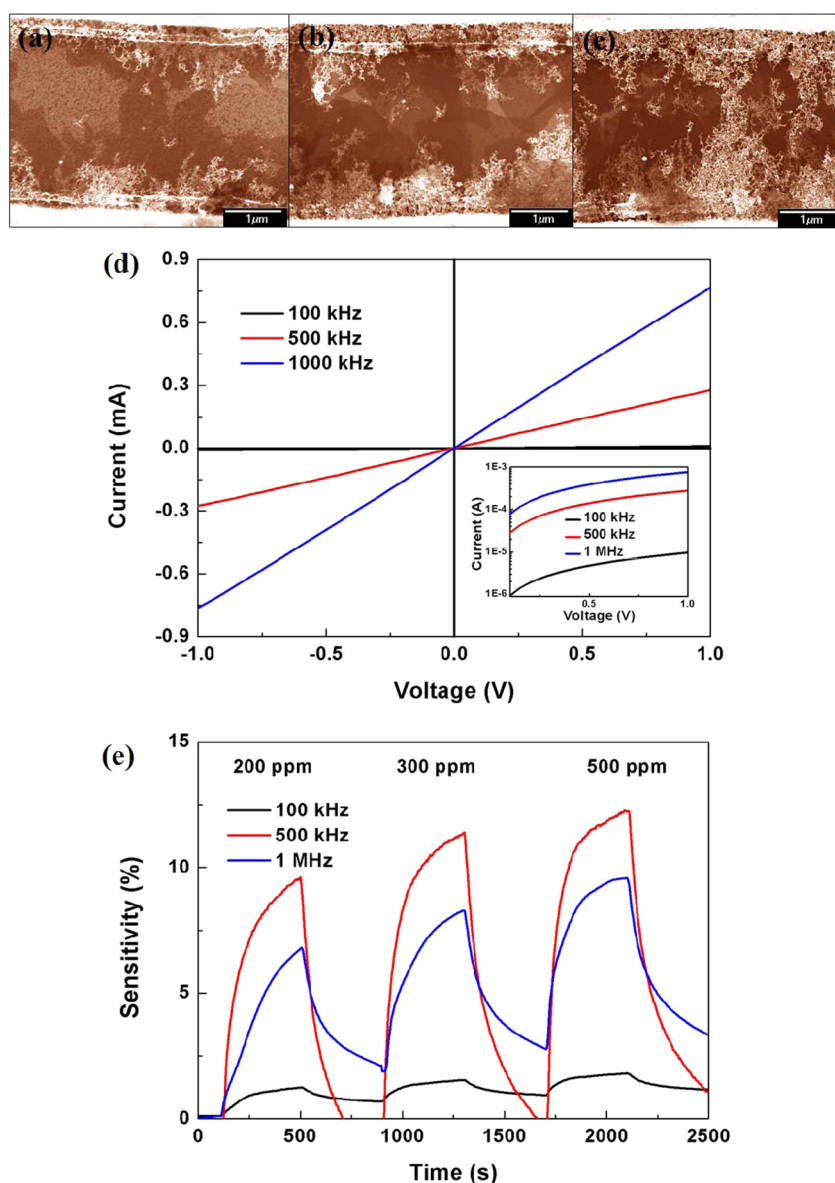 (a)
(b)
(c)
1μm
1μm
1μm
(d)
0.9
0.6
0.3
0.0
-0.3
-0.6
-0.9
Current (mA)
100 kHz
500 kHz
1000 kHz
1E-3
1E-4
1E-5
1E-6
Current (A)
100 kHz
500 kHz
1 MHz
0.5
1.0
Voltage (V)
-1.0
-0.5
0.0
0.5
1.0
Voltage (V)
(e)
15
10
5
0
Sensitivity (%)
200 ppm
300 ppm
500 ppm
100 kHz
500 kHz
1 MHz
0
500
1000
1500
2000
2500
Time (s)